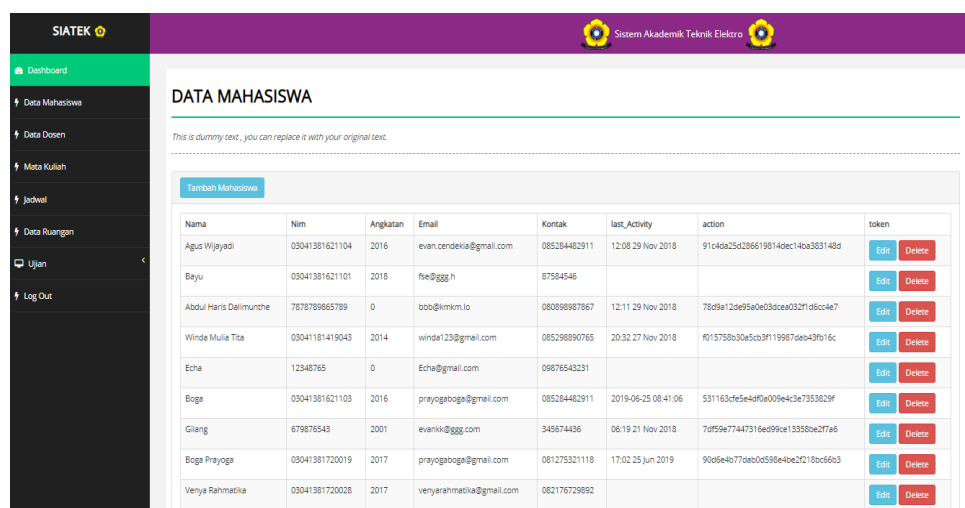 SIATEK
Sistem Akademik Teknik Elektro
Dashboard
Data Mahasiswa
Data Dosen
Mata Kuliah
Jadwal
Data Ruangan
Ujian
Log Out
DATA MAHASISWA
This is dummy text , you can replace it with your original text.
Tambah Mahasiswa
Nama Nim Angkatan Email Kontak last_Activity action token
Agus Wijayadi 03041381621104 2016 evan.cendekia@gmail.com 085284482911 12:08 29 Nov 2018 91c4da25d286619814dec14ba383148d Edit Delete
Bayu 03041381621101 2018 fse@ggg.h 87584546 Edit Delete
Abdul Haris Dalimunthe 7878789865789 0 bbb@kmkm.lo 080898987867 12:11 29 Nov 2018 78d9a12de95a0e03dcea032f1d6cc4e7 Edit Delete
Winda Mulia Tita 03041181419043 2014 winda123@gmail.com 085298890765 20:32 27 Nov 2018 f015758b30a5cb3f119987dab43fb16c Edit Delete
Echa 12348765 0 Echa@gmail.com 09876543231 Edit Delete
Boga 03041381621103 2016 prayogaboga@gmail.com 085284482911 2019-06-25 08:41:06 531163cfe5e4df0a009e4c3e7353829f Edit Delete
Gilang 679876543 2001 evankk@ggg.com 345674436 06:19 21 Nov 2018 7df59e77447316ed99ce13358be2f7a6 Edit Delete
Boga Prayoga 03041381720019 2017 prayogaboga@gmail.com 081275321118 17:02 25 Jun 2019 90d6e4b77dab0d598e4be2f218bc66b3 Edit Delete
Venya Rahmatika 03041381720028 2017 venyarahmatika@gmail.com 082176729892 Edit Delete